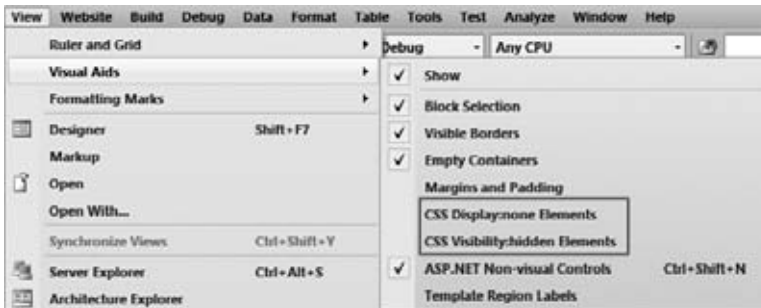 View Website Build Debug Data Format Table Tools Test Analyze Window Help
Ruler and Grid
Debug Any CPU
Visual Aids
Show
Formatting Marks
Block Selection
Designer Shift+F7
Visible Borders
Markup
Empty Containers
Open
Margins and Padding
Open With...
CSS Display:none Elements
Synchronize Views Ctrl+Shift+Y
CSS Visibility:hidden Elements
Server Explorer Ctrl+Alt+S
ASP.NET Non-visual Controls Ctrl+Shift+N
Architecture Explorer
Template Region Labels